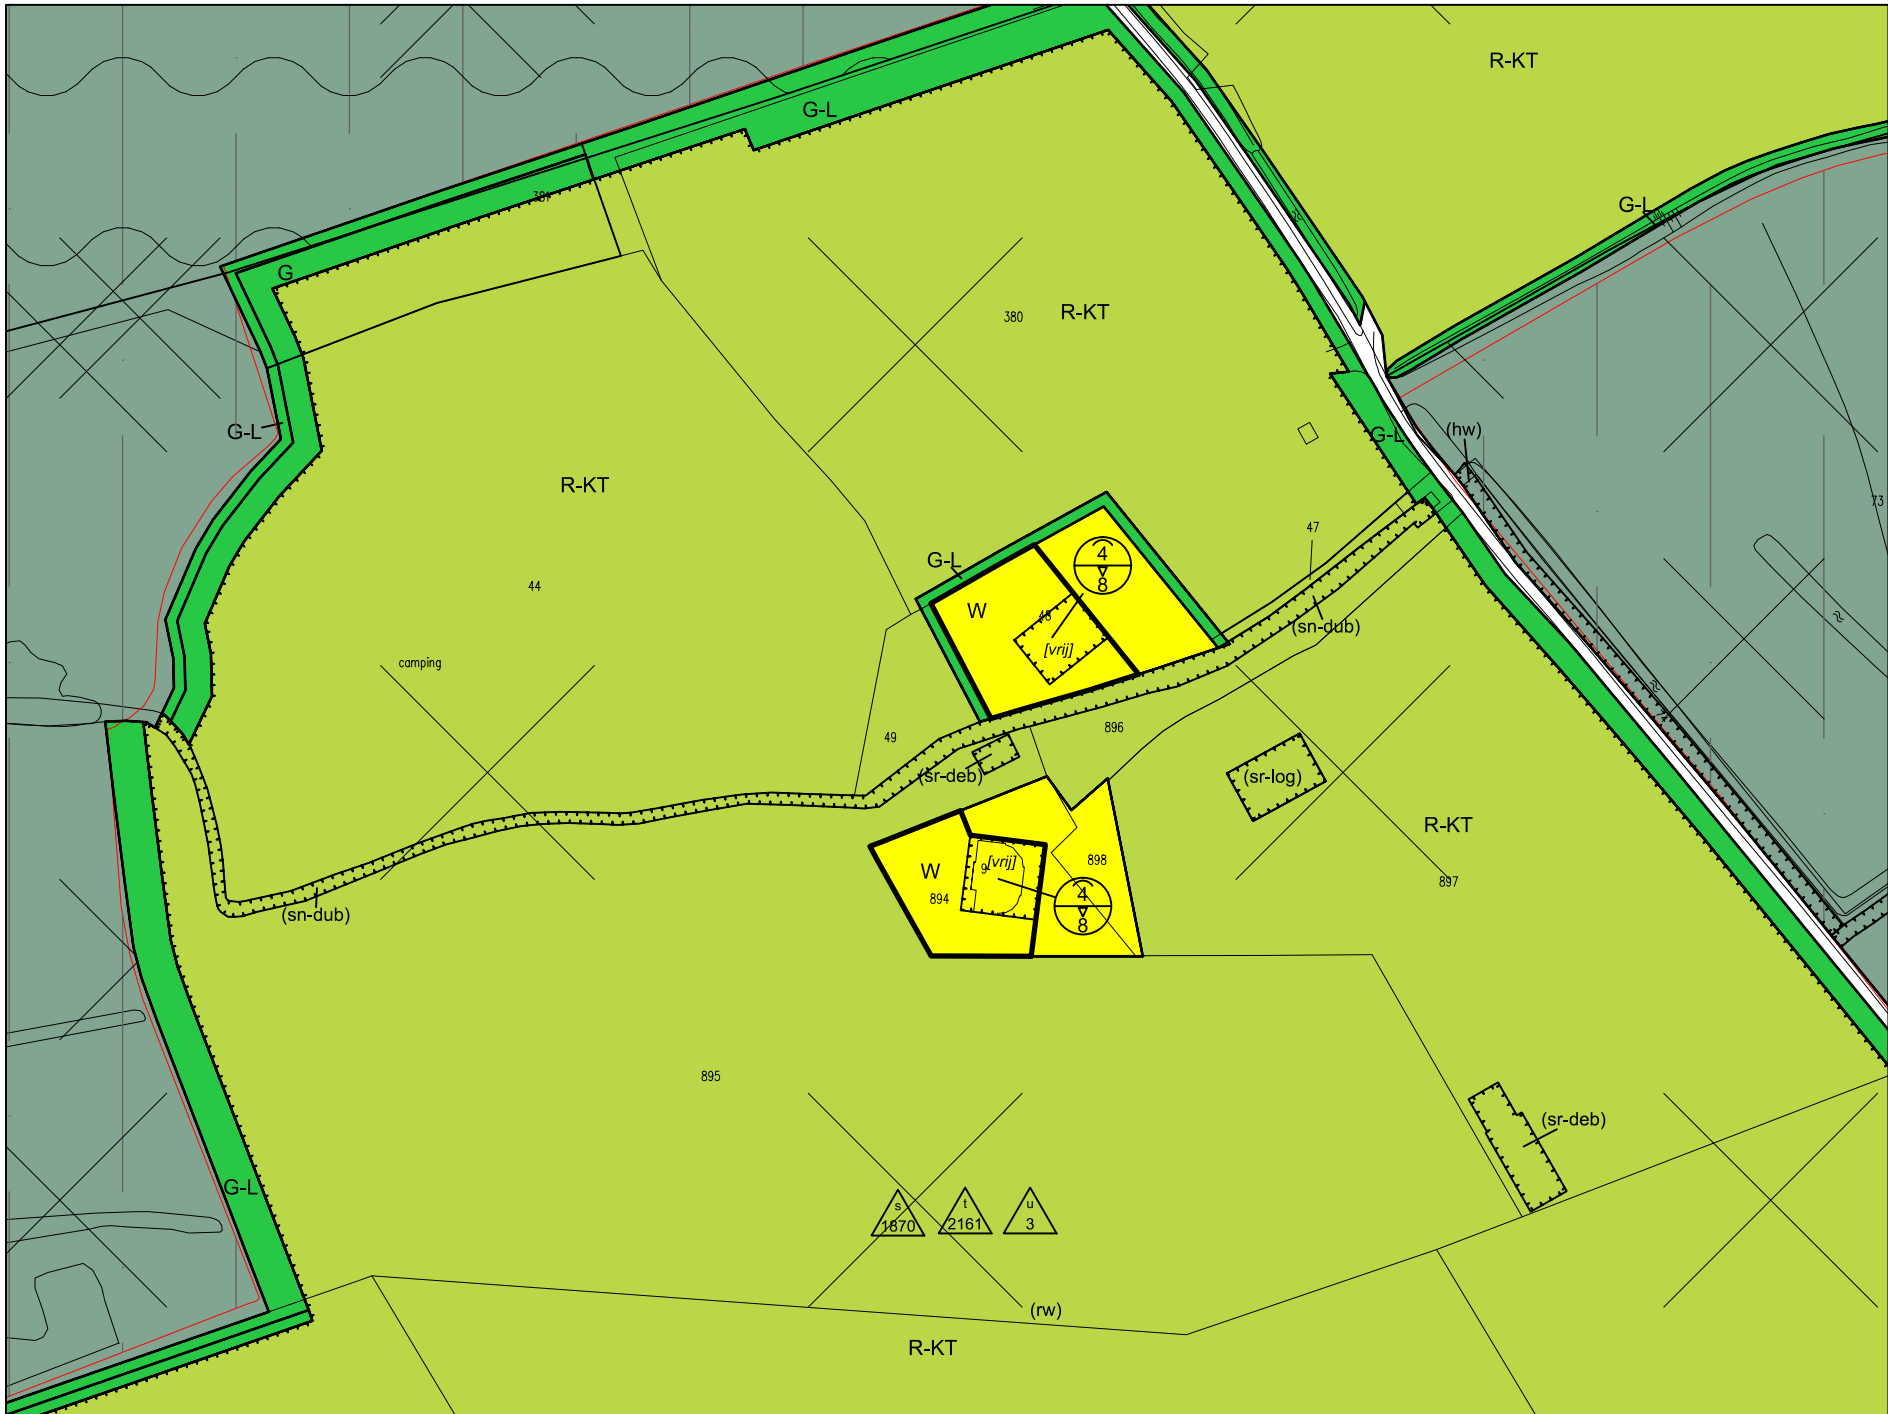 R-KT
G-L
381
G-L
G
380
R-KT
G-L
G-L
(hw)
R-KT
73
47
G-L
44
4
8
W
48
[vrij]
(sn-dub)
camping
74
896
49
(sr-deb)
(sr-log)
R-KT
898
[vrij]
9
W
897
894
4
8
(sn-dub)
895
(sr-deb)
G-L
s
1870
t
2161
u
3
(rw)
R-KT